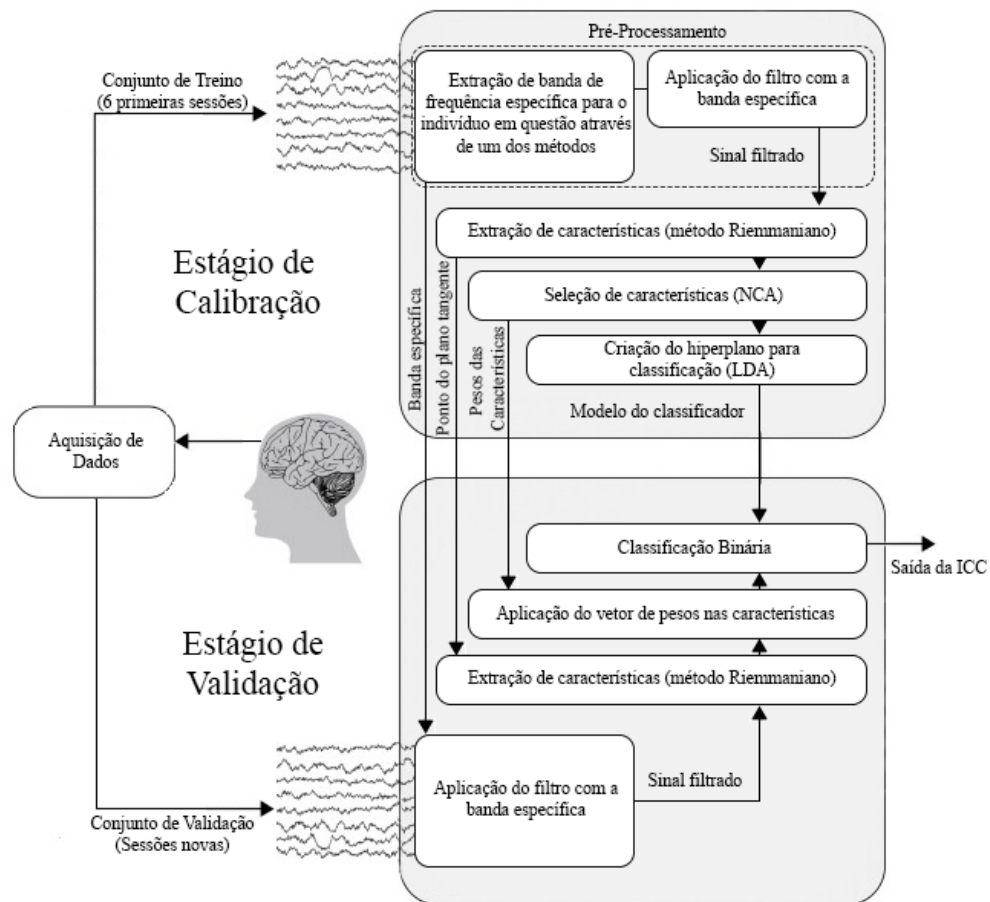 Pré-Processamento
Conjunto de Treino
(6 primeiras sessões)
Extração de banda de
frequência específica para o
indivíduo em questão através
de um dos métodos
Aplicação do filtro com a
banda específica
Sinal filtrado
Extração de características (método Riemmaniano)
Seleção de características (NCA)
Criação do hiperplano para
classificação (LDA)
Modelo do classificador
Estágio de
Calibração
Banda específica
Ponto do plano tangente
Pesos das
Características
Aquisição de
Dados
Classificação Binária
Saída da ICC
Aplicação do vetor de pesos nas características
Extração de características (método Riemmaniano)
Estágio de
Validação
Aplicação do filtro com a
banda específica
Sinal filtrado
Conjunto de Validação
(Sessões novas)